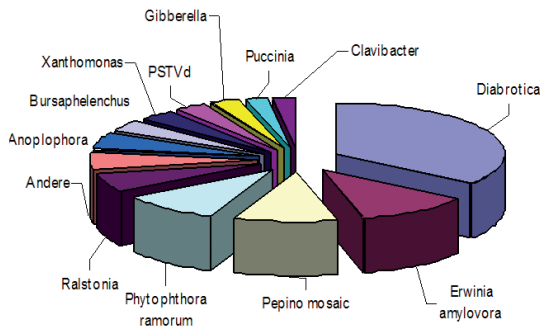 Gibberella
Puccinia
Clavibacter
Xanthomonas
PSTVd
Diabrotica
Bursaphelenchus
Anoplophora
Andere
Ralstonia
Phytophthora
ramorum
Pepino mosaic
Erwinia
amylovora